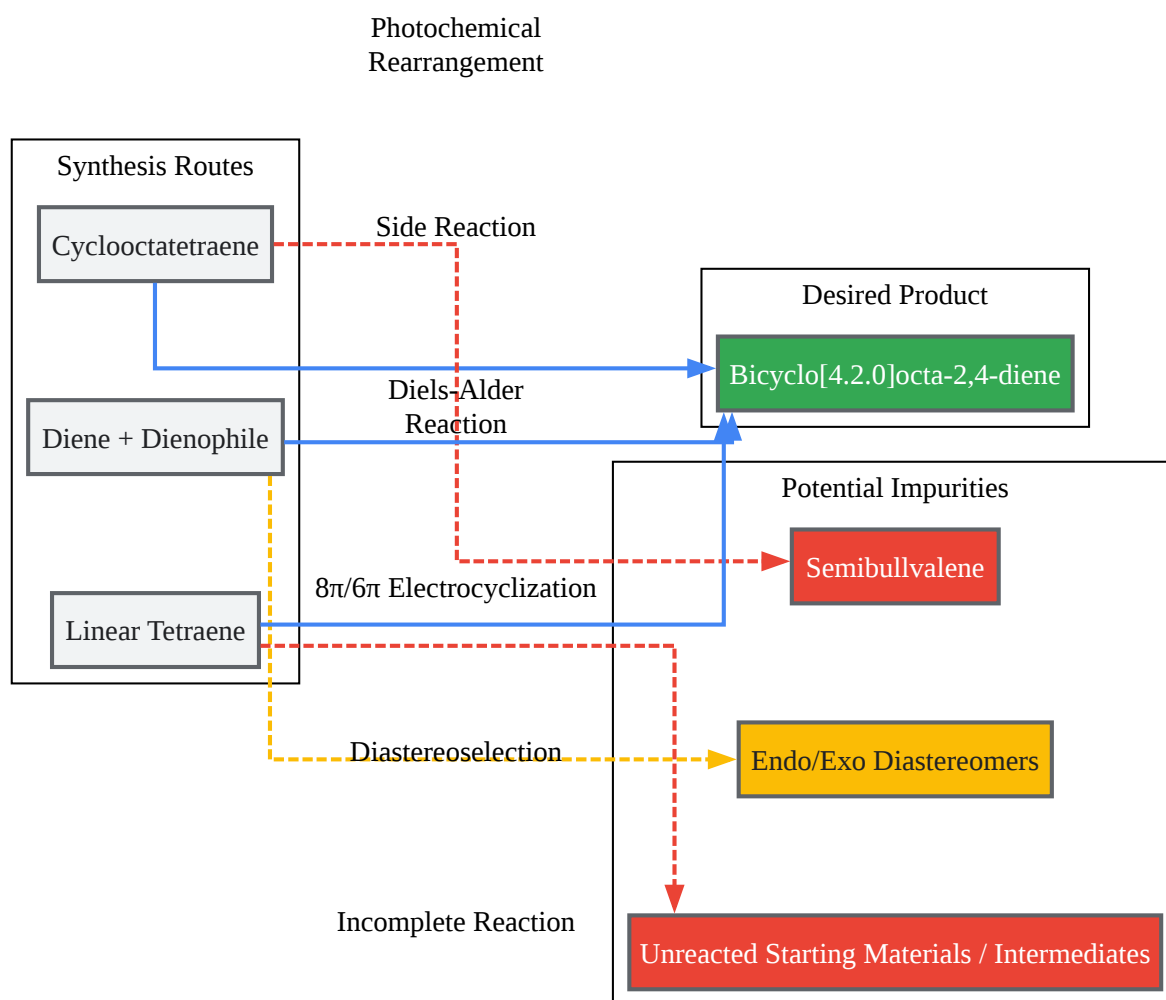 Photochemical
Rearrangement
Synthesis Routes
Cyclooctatetraene
Side Reaction
Desired Product
Bicyclo[4.2.0]octa-2,4-diene
Diels-Alder
Reaction
Diene + Dienophile
Potential Impurities
Semibullvalene
8π/6π Electrocyclization
Linear Tetraene
Diastereoselection
Endo/Exo Diastereomers
Incomplete Reaction
Unreacted Starting Materials / Intermediates